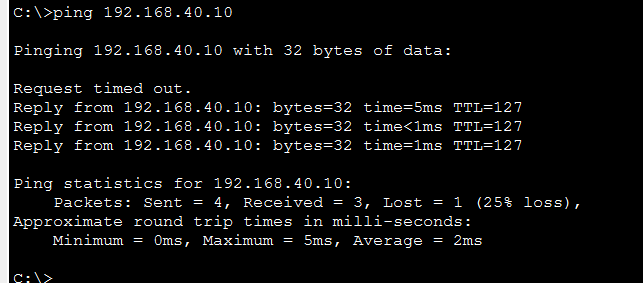 C:\>ping 192.168.40.10
Pinging 192.168.40.10 with 32 bytes of data:
Request timed out.
Reply from 192.168.40.10: bytes=32 time=5ms TTL=127
Reply from 192.168.40.10: bytes=32 time<1ms TTL=127
Reply from 192.168.40.10: bytes=32 time=1ms TTL=127
Ping statistics for 192.168.40.10:
Packets: Sent = 4, Received = 3, Lost = 1 (25% loss),
Approximate round trip times in milli-seconds:
Minimum = 0ms, Maximum = 5ms, Average = 2ms
C:\>